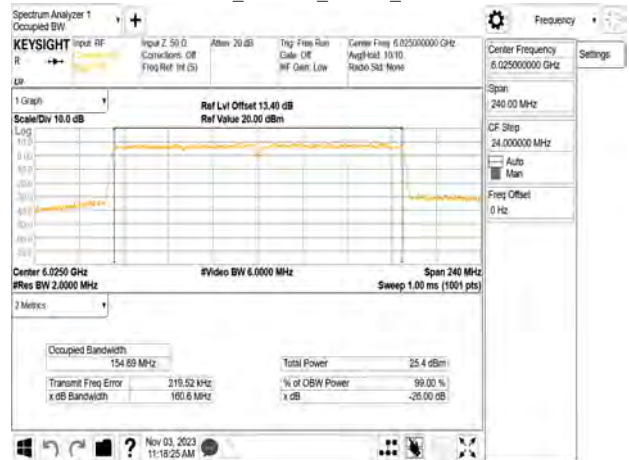 Spectrum Analyzer 1
Occupied BW
Frequency
KEYSIGHT
Input: RF
Input Z: 50 Ω
Corrections: Off
Freq Ref: Int (S)
Atten: 20 dB
Trig: Free Run
Gate: Off
#IF Gain: Low
Center Freq: 6.025000000 GHz
Avg|Hold: 10/10
Radio Std: None
Center Frequency
6.025000000 GHz
Settings
Span
240.00 MHz
CF Step
24.000000 MHz
Auto
Man
Freq Offset
0 Hz
1 Graph
Scale/Div 10.0 dB
Ref Lvl Offset 13.40 dB
Ref Value 20.00 dBm
Log
Center 6.0250 GHz
#Res BW 2.0000 MHz
#Video BW 6.0000 MHz
Span 240 MHz
Sweep 1.00 ms (1001 pts)
2 Metrics
Occupied Bandwidth
154.69 MHz
Total Power
25.4 dBm
Transmit Freq Error
219.52 kHz
% of OBW Power
99.00 %
x dB Bandwidth
160.6 MHz
x dB
-26.00 dB
Nov 03, 2023
11:18:25 AM